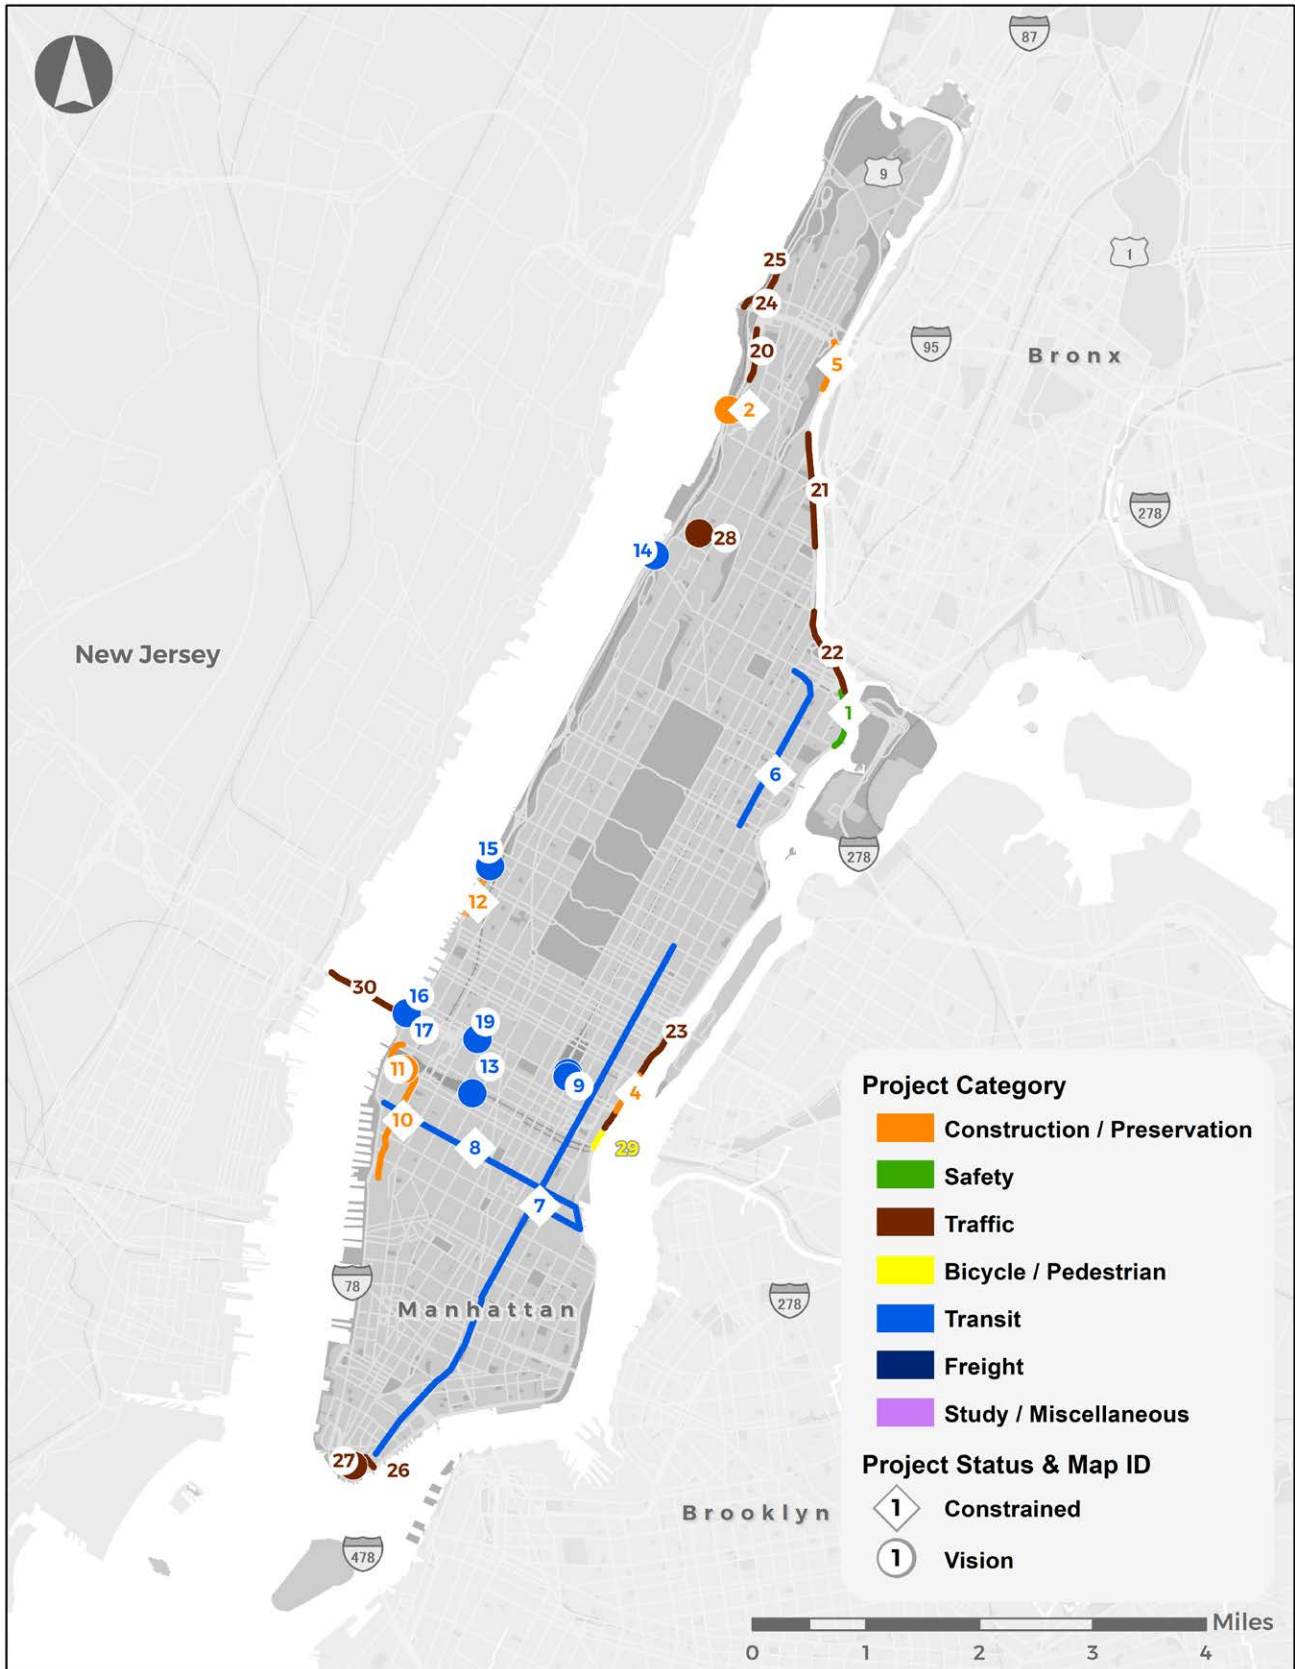 87
9
1
25
24
20
95
Bronx
5
2
21
278
28
14
New Jersey
22
1
6
278
15
12
30
16
17
19
13
23
11
9
4
10
8
29
7
78
278
Manhattan
27
26
Brooklyn
478
Project Category
Construction / Preservation
Safety
Traffic
Bicycle / Pedestrian
Transit
Freight
Study / Miscellaneous
Project Status & Map ID
1 Constrained
1 Vision
Miles
0 1 2 3 4